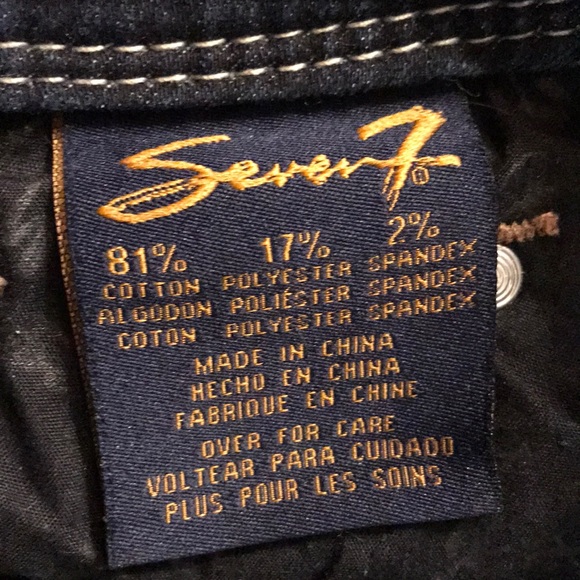 Seven7®
81% 17% 2%
COTTON POLYESTER SPANDEX
ALGODON POLIÉSTER SPANDEX
COTON POLYESTER SPANDEX
MADE IN CHINA
HECHO EN CHINA
FABRIQUE EN CHINE
OVER FOR CARE
VOLTEAR PARA CUIDADO
PLUS POUR LES SOINS